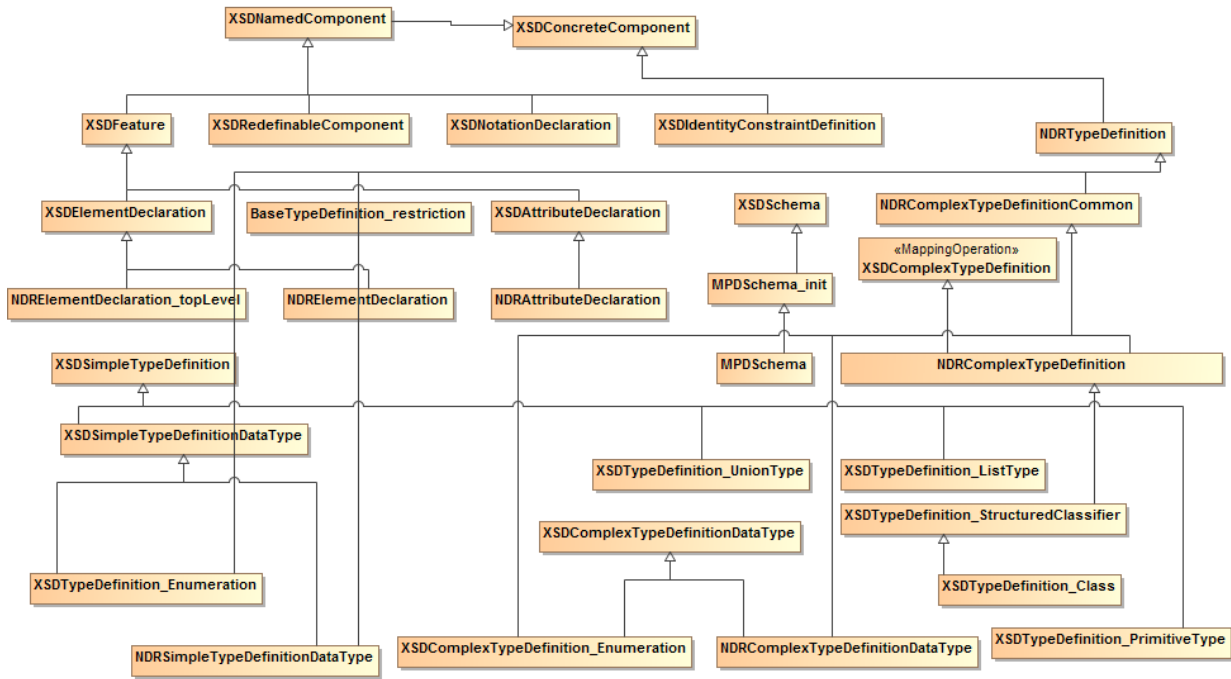 XSDNamedComponent
XSDConcreteComponent
XSDFeature
XSDRedefinableComponent
XSDNotationDeclaration
XSDIdentityConstraintDefinition
NDRTypeDefinition
XSDElementDeclaration
BaseTypeDefinition_restriction
XSDAttributeDeclaration
XSDSchema
NDRComplexTypeDefinitionCommon
«MappingOperation»
XSDComplexTypeDefinition
NDRElementDeclaration_topLevel
NDRElementDeclaration
NDRAttributeDeclaration
MPDSchema_init
XSDSimpleTypeDefinition
MPDSchema
NDRComplexTypeDefinition
XSDSimpleTypeDefinitionDataType
XSDTypeDefinition_UnionType
XSDTypeDefinition_ListType
XSDTypeDefinition_StructuredClassifier
XSDComplexTypeDefinitionDataType
XSDTypeDefinition_Enumeration
XSDTypeDefinition_Class
XSDTypeDefinition_PrimitiveType
NDRSimpleTypeDefinitionDataType
XSDComplexTypeDefinition_Enumeration
NDRComplexTypeDefinitionDataType